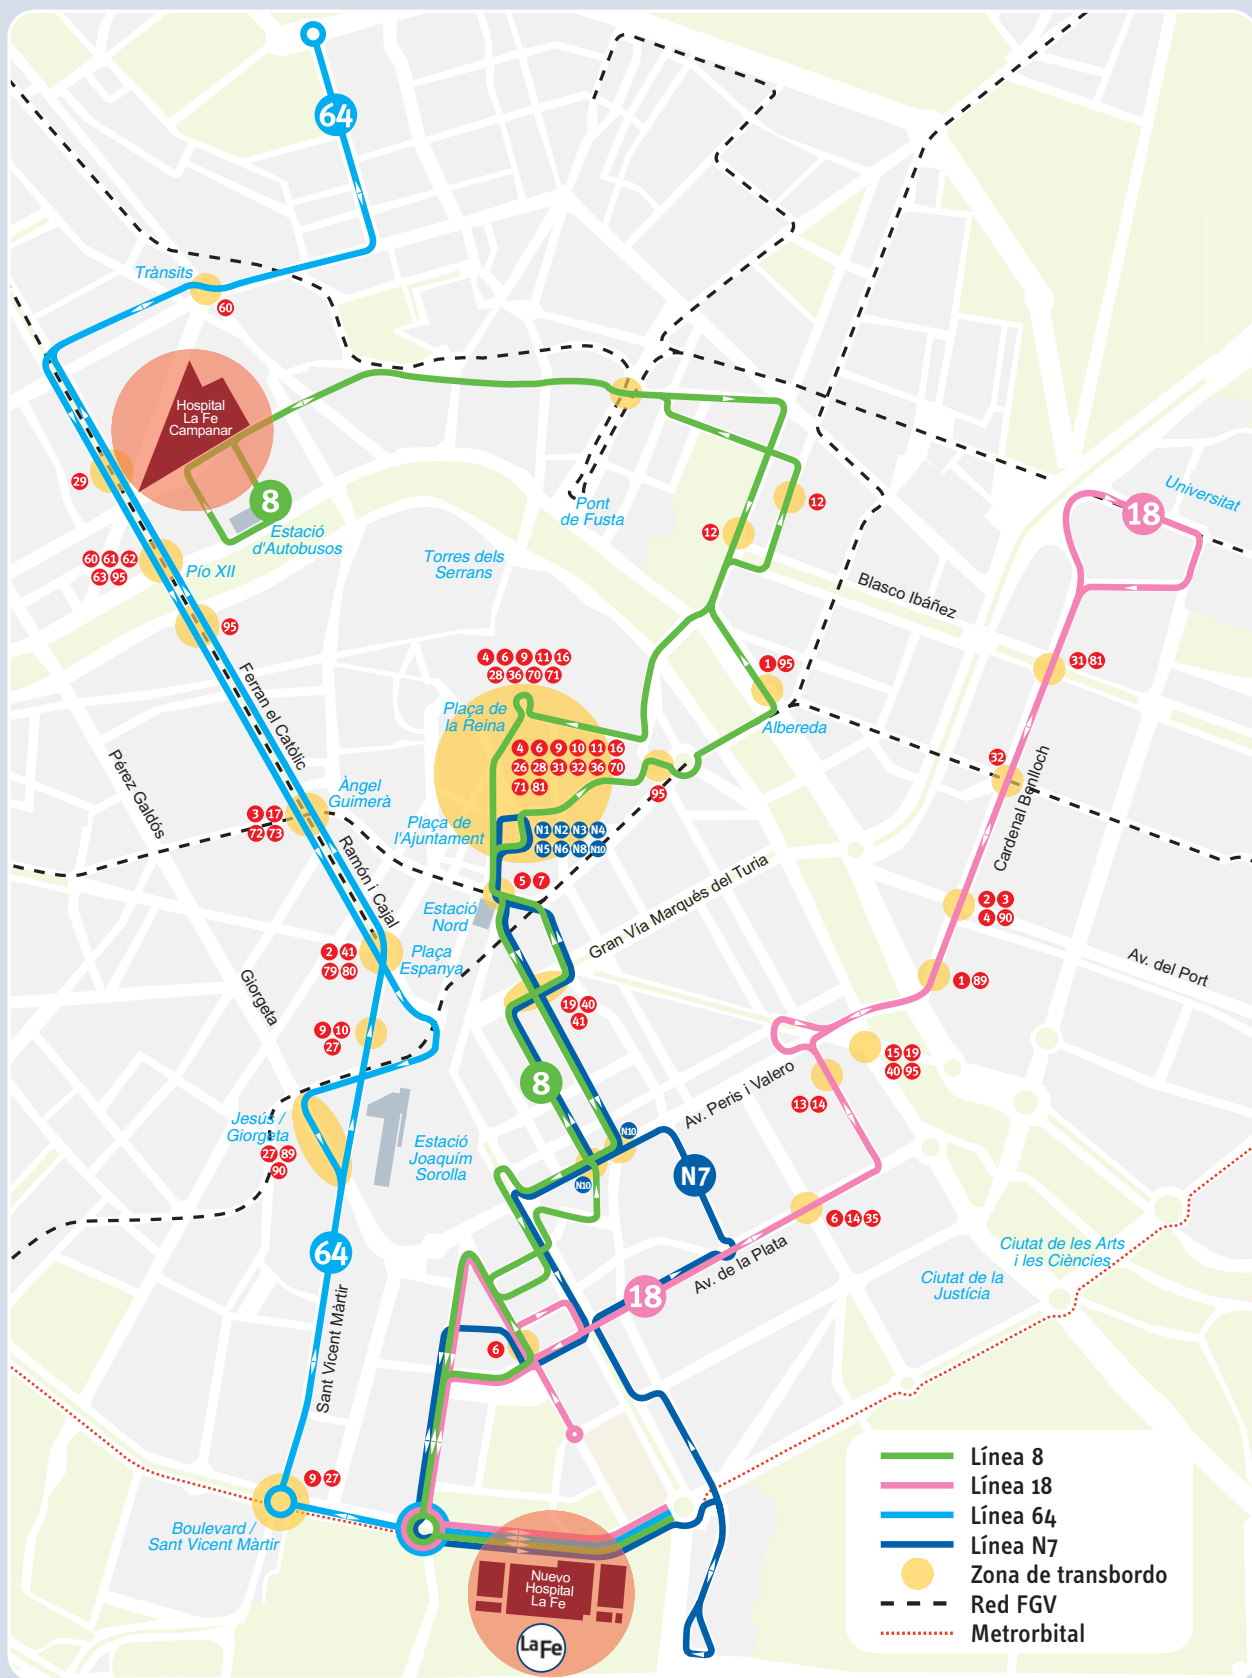 64
Trànsits
60
Hospital
La Fe
Campanar
29
8
Estació
d'Autobusos
Pont
de Fusta
12
12
Universitat
18
60 61 62
63 95
Pío XII
Torres dels
Serrans
Blasco Ibáñez
95
Ferran el Catòlic
4 6 9 11 16
28 36 70 71
1 95
31 81
Plaça de
la Reina
Albereda
4 6 9 10 11 16
26 28 31 32 36 70
71 81
32
95
Pérez Galdós
Àngel
Guimerà
3 17
72 73
Plaça de
l'Ajuntament
N1 N2 N3 N4
N5 N6 N8 N10
Cardenal Benlloch
Ramón i Cajal
5 7
Estació
Nord
Gran Vía Marqués del Turia
2 3
4 90
2 41
79 80
Plaça
Espanya
Av. del Port
1 89
Giorgeta
19 40
41
9 10
27
15 19
40 95
8
Av. Peris i Valero
13 14
Jesús /
Giorgeta
27 89
90
Estació
Joaquím
Sorolla
N10
N10
N7
6 14 35
64
Av. de la Plata
Ciutat de les Arts
i les Ciències
Ciutat de la
Justícia
18
Sant Vicent Màrtir
6
9 27
Boulevard /
Sant Vicent Màrtir
Nuevo
Hospital
La Fe
La Fe
Línea 8
Línea 18
Línea 64
Línea N7
Zona de transbordo
Red FGV
Metrorbital